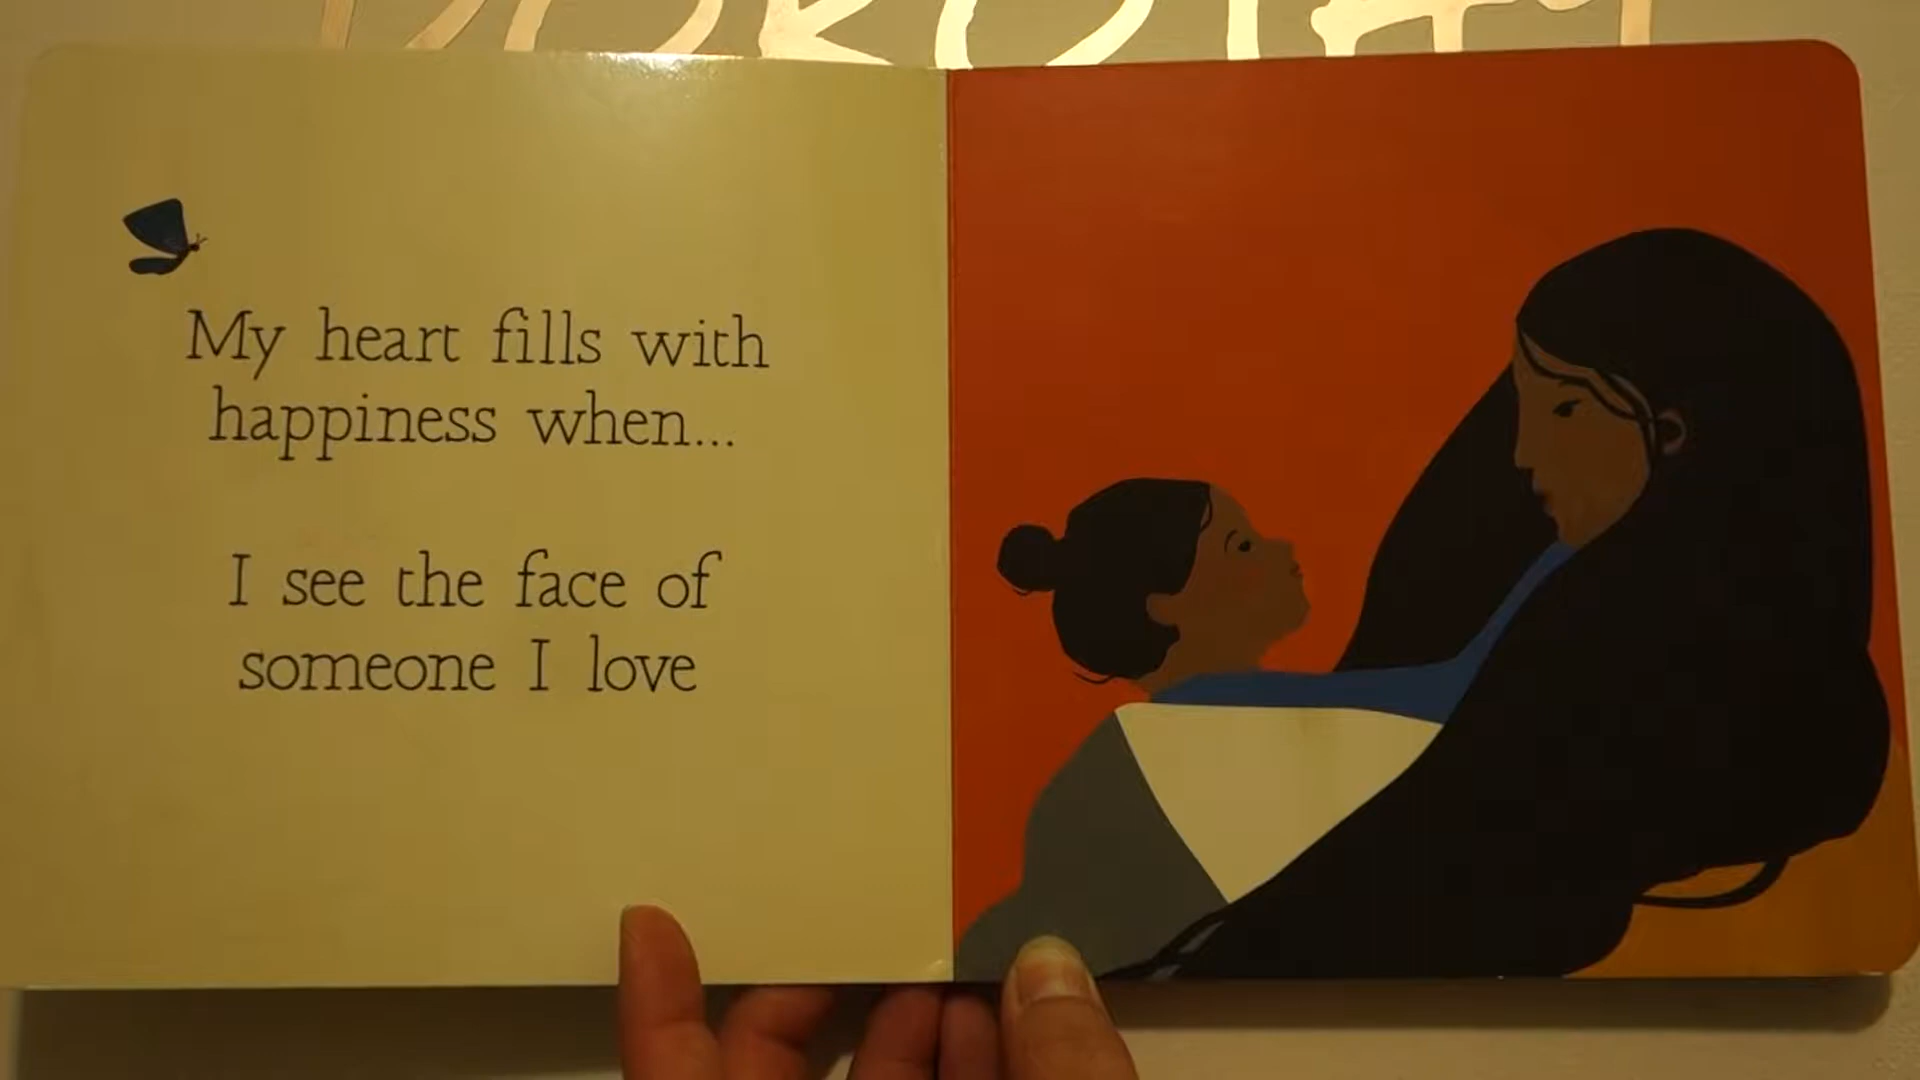 My heart fills with
happiness when...
I see the face of
someone I love